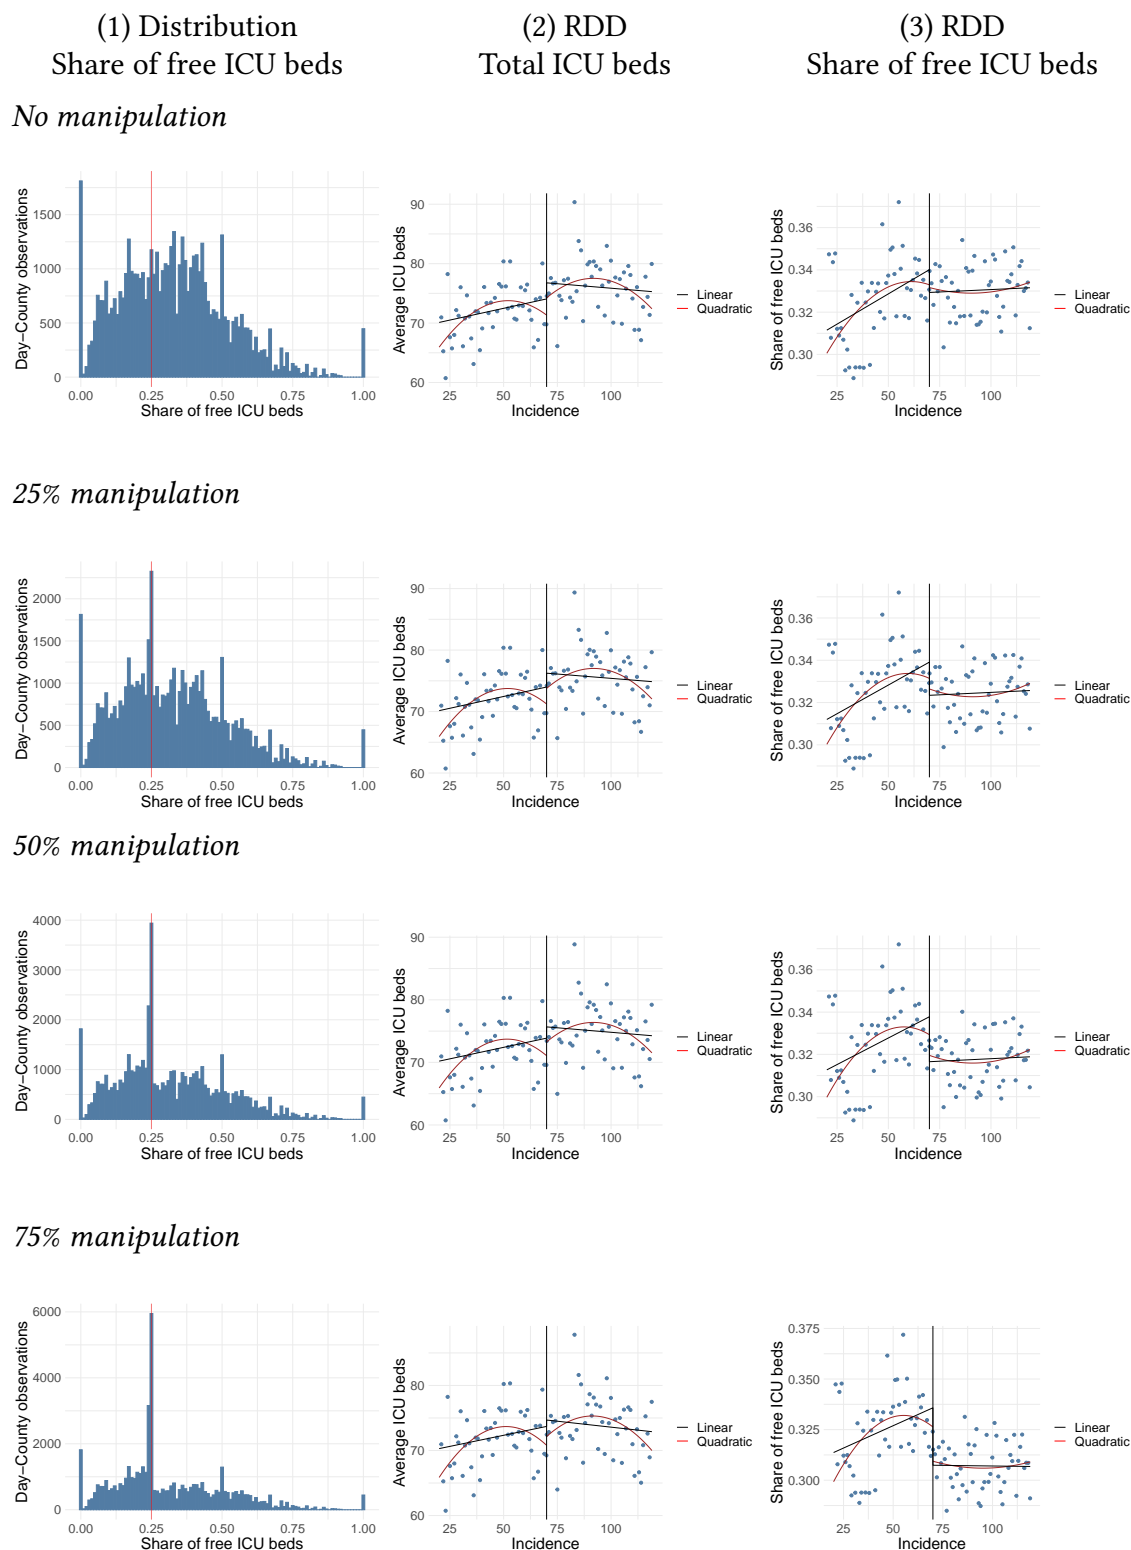 (1) Distribution
Share of free ICU beds
(2) RDD
Total ICU beds
(3) RDD
Share of free ICU beds
No manipulation
Day−County observations
1500
1000
500
0
0.00 0.25 0.50 0.75 1.00
Share of free ICU beds
Average ICU beds
90
80
70
60
25 50 75 100
Incidence
Linear
Quadratic
Share of free ICU beds
0.36
0.34
0.32
0.30
25 50 75 100
Incidence
Linear
Quadratic
25% manipulation
Day−County observations
2000
1500
1000
500
0
0.00 0.25 0.50 0.75 1.00
Share of free ICU beds
Average ICU beds
90
80
70
60
25 50 75 100
Incidence
Linear
Quadratic
Share of free ICU beds
0.36
0.34
0.32
0.30
25 50 75 100
Incidence
Linear
Quadratic
50% manipulation
Day−County observations
4000
3000
2000
1000
0
0.00 0.25 0.50 0.75 1.00
Share of free ICU beds
Average ICU beds
90
80
70
60
25 50 75 100
Incidence
Linear
Quadratic
Share of free ICU beds
0.36
0.34
0.32
0.30
25 50 75 100
Incidence
Linear
Quadratic
75% manipulation
Day−County observations
6000
4000
2000
0
0.00 0.25 0.50 0.75 1.00
Share of free ICU beds
Average ICU beds
80
70
60
25 50 75 100
Incidence
Linear
Quadratic
Share of free ICU beds
0.375
0.350
0.325
0.300
25 50 75 100
Incidence
Linear
Quadratic